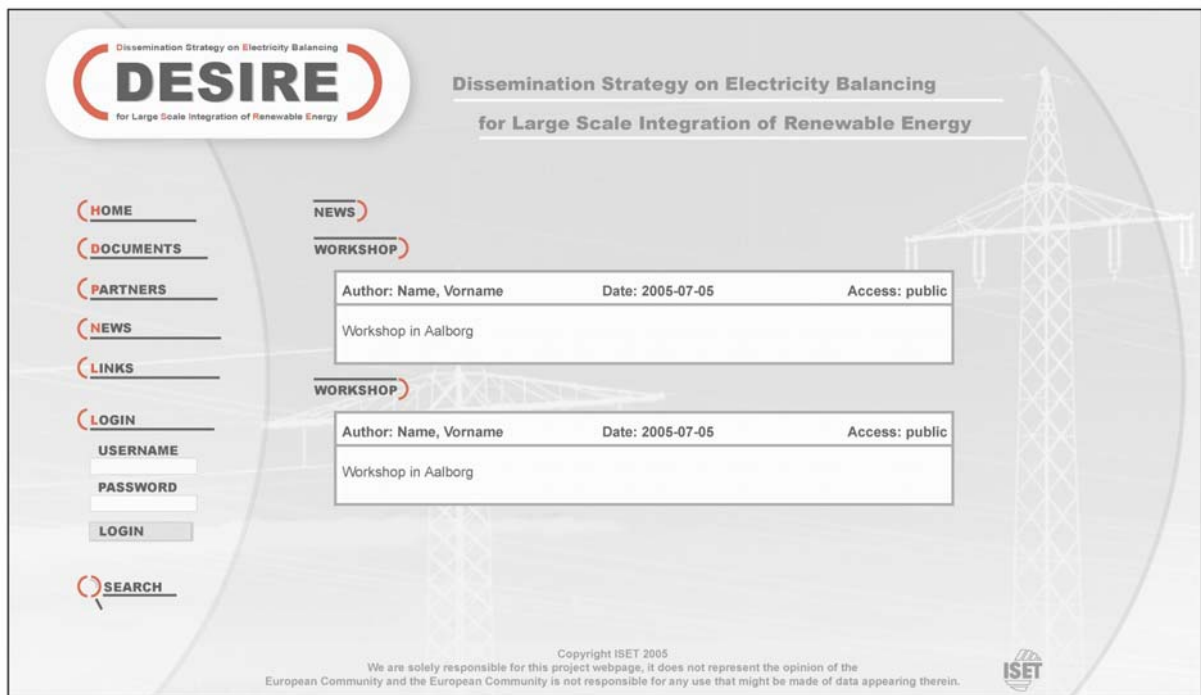 Dissemination Strategy on Electricity Balancing
DESIRE
for Large Scale Integration of Renewable Energy
Dissemination Strategy on Electricity Balancing
for Large Scale Integration of Renewable Energy
HOME
DOCUMENTS
PARTNERS
NEWS
LINKS
LOGIN
USERNAME
PASSWORD
LOGIN
SEARCH
NEWS
WORKSHOP
Author: Name, Vorname Date: 2005-07-05 Access: public
Workshop in Aalborg
WORKSHOP
Author: Name, Vorname Date: 2005-07-05 Access: public
Workshop in Aalborg
Copyright ISET 2005
We are solely responsible for this project webpage, it does not represent the opinion of the
European Community and the European Community is not responsible for any use that might be made of data appearing therein.
ISET